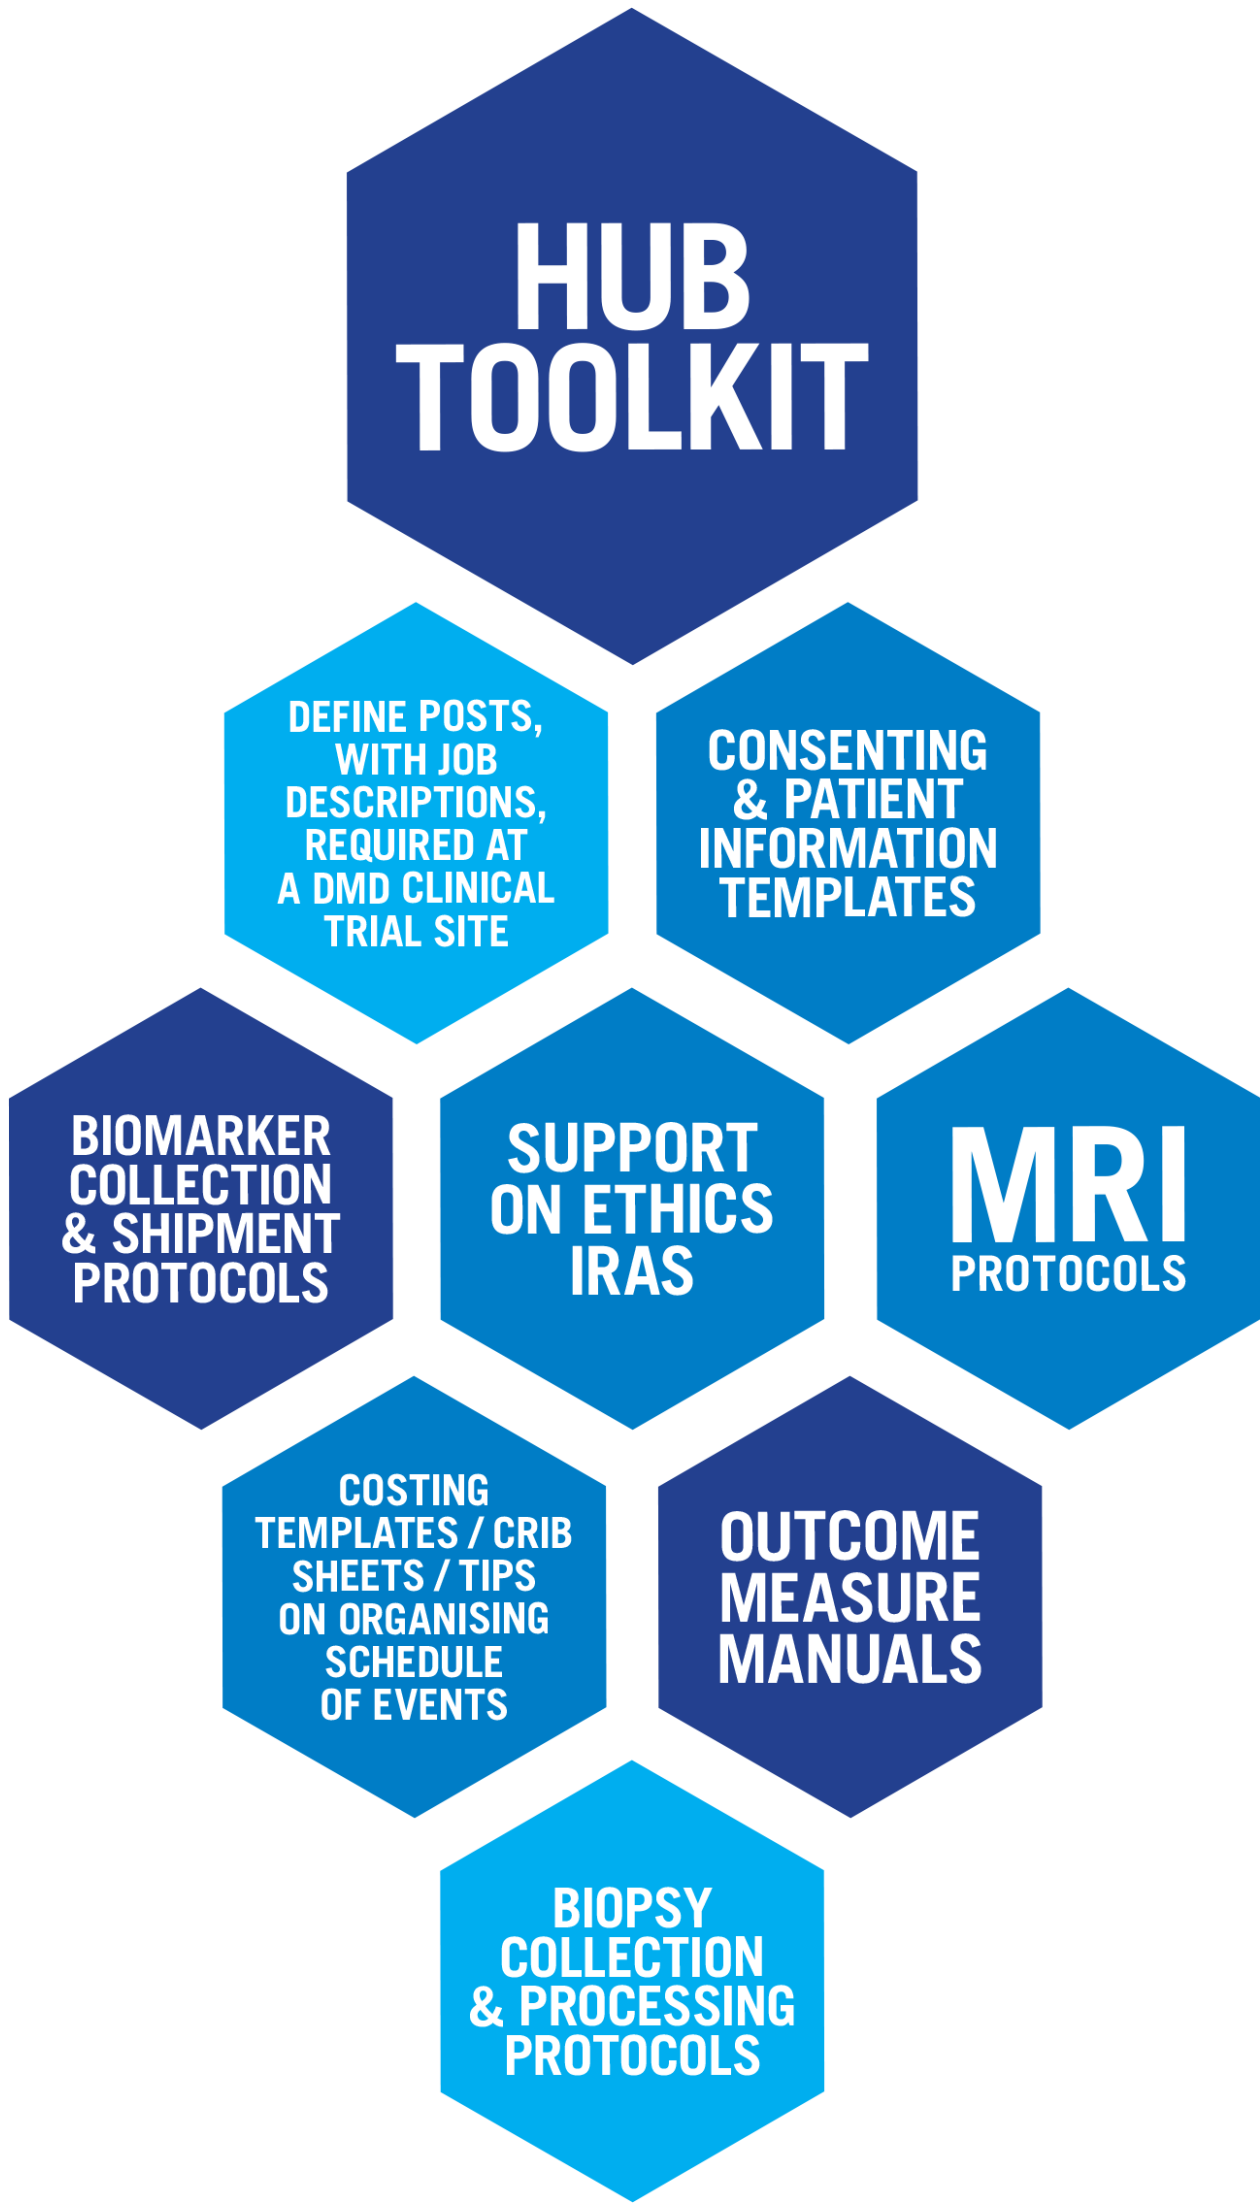 HUB
TOOLKIT
DEFINE POSTS,
WITH JOB
DESCRIPTIONS,
REQUIRED AT
A DMD CLINICAL
TRIAL SITE
CONSENTING
& PATIENT
INFORMATION
TEMPLATES
BIOMARKER
COLLECTION
& SHIPMENT
PROTOCOLS
SUPPORT
ON ETHICS
IRAS
MRI
PROTOCOLS
COSTING
TEMPLATES / CRIB
SHEETS / TIPS
ON ORGANISING
SCHEDULE
OF EVENTS
OUTCOME
MEASURE
MANUALS
BIOPSY
COLLECTION
& PROCESSING
PROTOCOLS